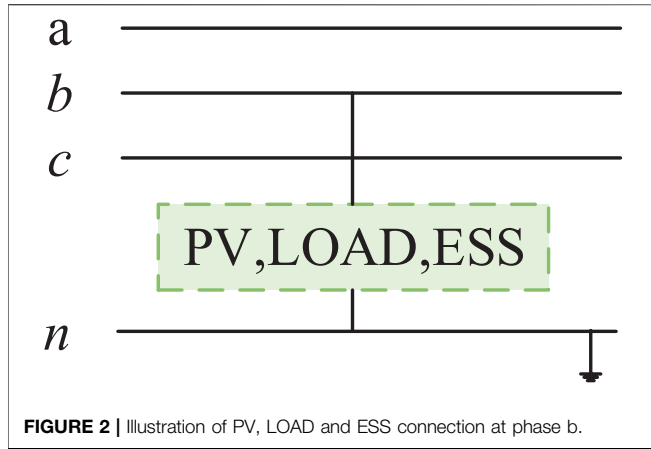 a
b
c
PV,LOAD,ESS
n
FIGURE 2 | Illustration of PV, LOAD and ESS connection at phase b.